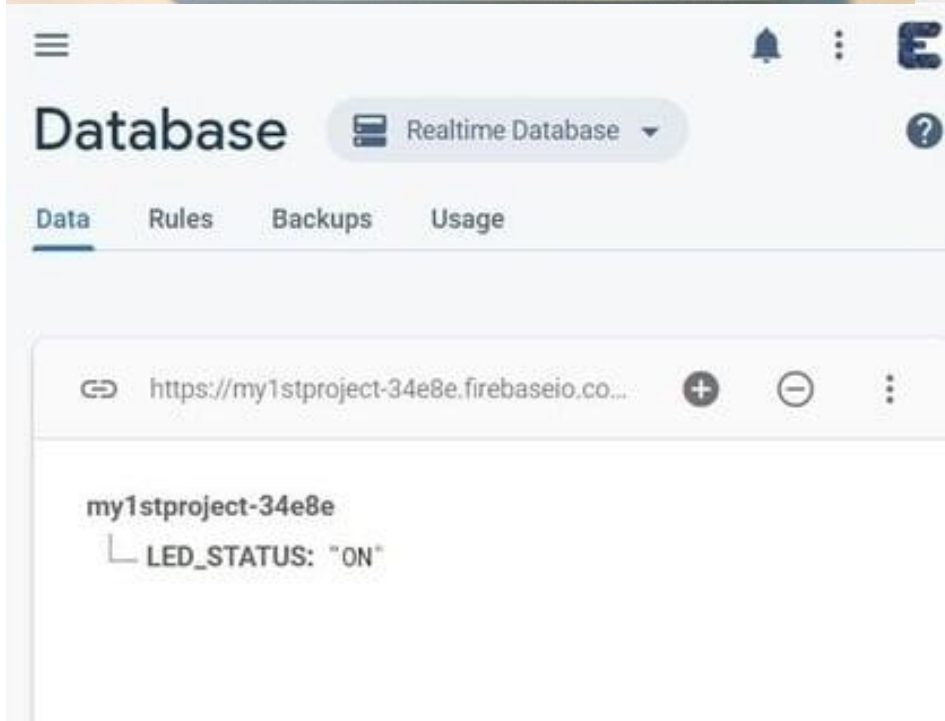 E
Database Realtime Database
Data Rules Backups Usage
https://my1stproject-34e8e.firebaseio.co...
my1stproject-34e8e
LED_STATUS: "ON"